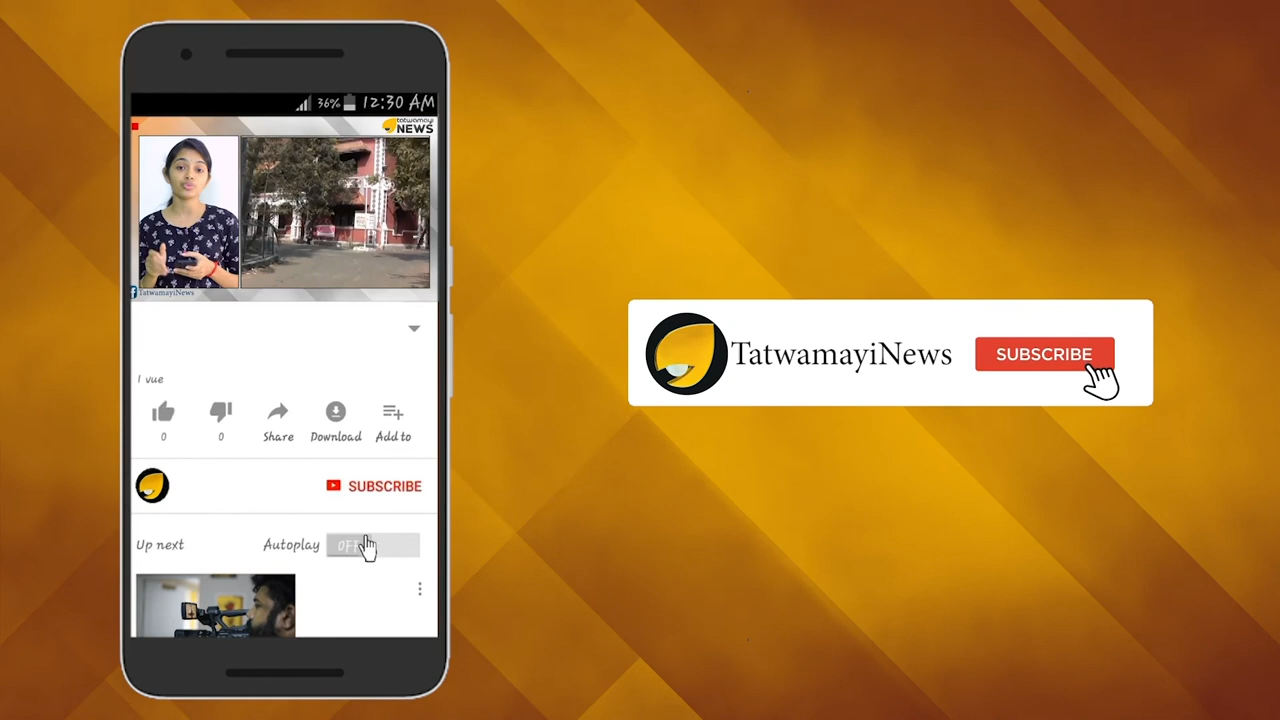 36% 12:30 AM
tatwamayi
NEWS
TatwamayiNews
1 vue
0 0 Share Download Add to
SUBSCRIBE
Up next Autoplay OFF
TatwamayiNews SUBSCRIBE